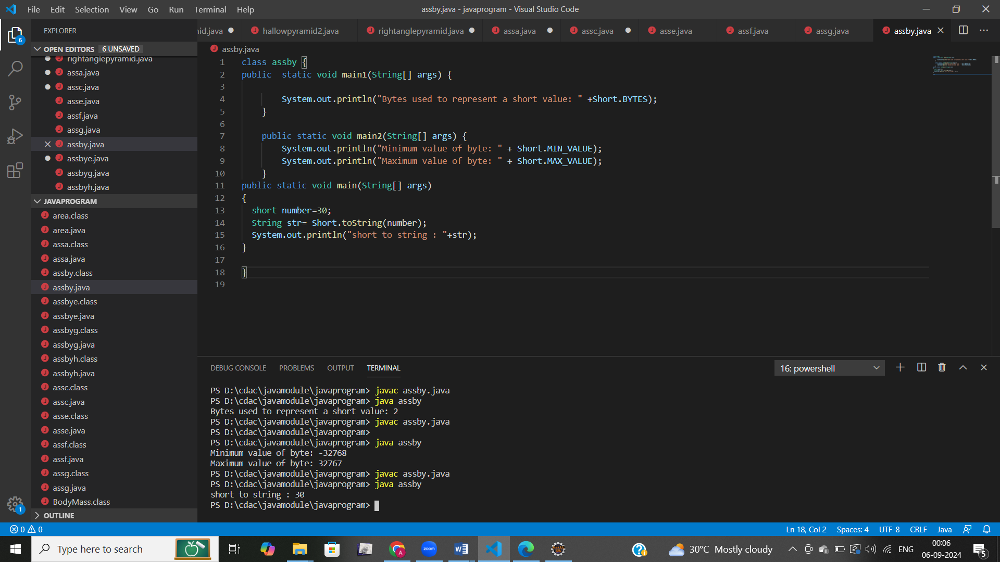 File Edit Selection View Go Run Terminal Help
assby.java - javaprogram - Visual Studio Code
EXPLORER
nid.java
hallowpyramid2.java
rightanglepyramid.java
assa.java
assc.java
asse.java
assf.java
assg.java
assby.java
OPEN EDITORS 6 UNSAVED
rightanglepyramid.java
assa.java
assc.java
asse.java
assf.java
assg.java
assby.java
assbye.java
assbyg.java
assbyh.java
JAVAPROGRAM
area.class
area.java
assa.class
assa.java
assby.class
assby.java
assbye.class
assbye.java
assbyg.class
assbyg.java
assbyh.class
assbyh.java
assc.class
assc.java
asse.class
asse.java
assf.class
assf.java
assg.class
assg.java
BodyMass.class
OUTLINE
6
1
assby.java
1 class assby {
2 public  static void main1(String[] args) {
3
4 System.out.println("Bytes used to represent a short value: " +Short.BYTES);
5 }
6
7 public static void main2(String[] args) {
8 System.out.println("Minimum value of byte: " + Short.MIN_VALUE);
9 System.out.println("Maximum value of byte: " + Short.MAX_VALUE);
10 }
11 public static void main(String[] args)
12 {
13 short number=30;
14 String str= Short.toString(number);
15 System.out.println("short to string : "+str);
16 }
17
18 }
19
DEBUG CONSOLE PROBLEMS OUTPUT TERMINAL
16: powershell
PS D:\cdac\javamodule\javaprogram> javac assby.java
PS D:\cdac\javamodule\javaprogram> java assby
Bytes used to represent a short value: 2
PS D:\cdac\javamodule\javaprogram> javac assby.java
PS D:\cdac\javamodule\javaprogram>
PS D:\cdac\javamodule\javaprogram> java assby
Minimum value of byte: -32768
Maximum value of byte: 32767
PS D:\cdac\javamodule\javaprogram> javac assby.java
PS D:\cdac\javamodule\javaprogram> java assby
short to string : 30
PS D:\cdac\javamodule\javaprogram>
0 0
Ln 18, Col 2 Spaces: 4 UTF-8 CRLF Java
Type here to search
zoom
30°C Mostly cloudy
ENG
00:06
06-09-2024
5